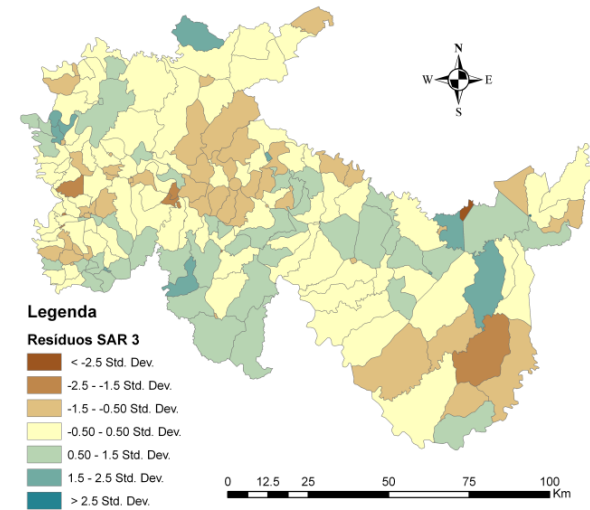 N
W E
S
Legenda
Resíduos SAR 3
< -2.5 Std. Dev.
-2.5 - -1.5 Std. Dev.
-1.5 - -0.50 Std. Dev.
-0.50 - 0.50 Std. Dev.
0.50 - 1.5 Std. Dev.
1.5 - 2.5 Std. Dev.
> 2.5 Std. Dev.
0 12.5 25 50 75 100
Km